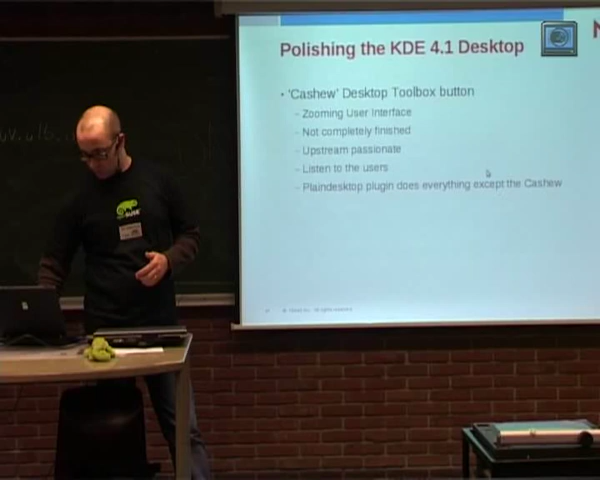 Polishing the KDE 4.1 Desktop
• 'Cashew' Desktop Toolbox button
– Zooming User Interface
– Not completely finished
– Upstream passionate
– Listen to the users
– Plaindesktop plugin does everything except the Cashew
N
SUSE